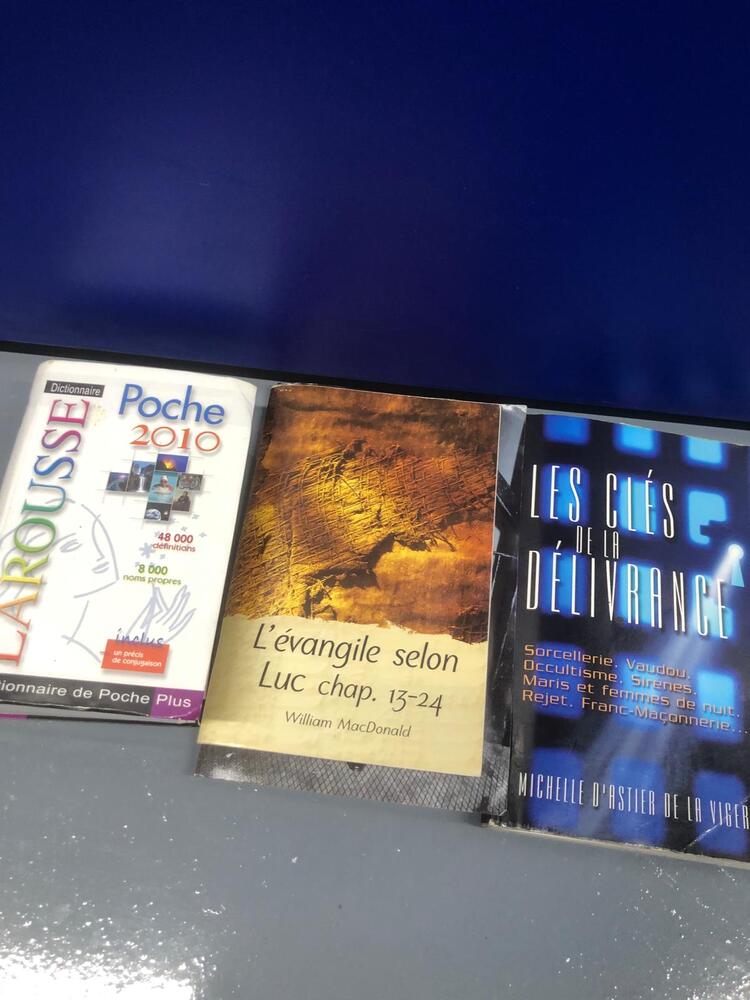 Dictionnaire
LAROUSSE
Poche
2010
48 000
définitions
8 000
noms propres
inclus
un précis
de conjugaison
tionnaire de Poche Plus
L'évangile selon
Luc chap. 13-24
William MacDonald
LES CLÉS
DE LA
DÉLIVRANCE
Sorcellerie. Vaudou.
Occultisme. Sirènes.
Maris et femmes de nuit.
Rejet. Franc-Maçonnerie...
MICHELLE D'ASTIER DE LA VIGER